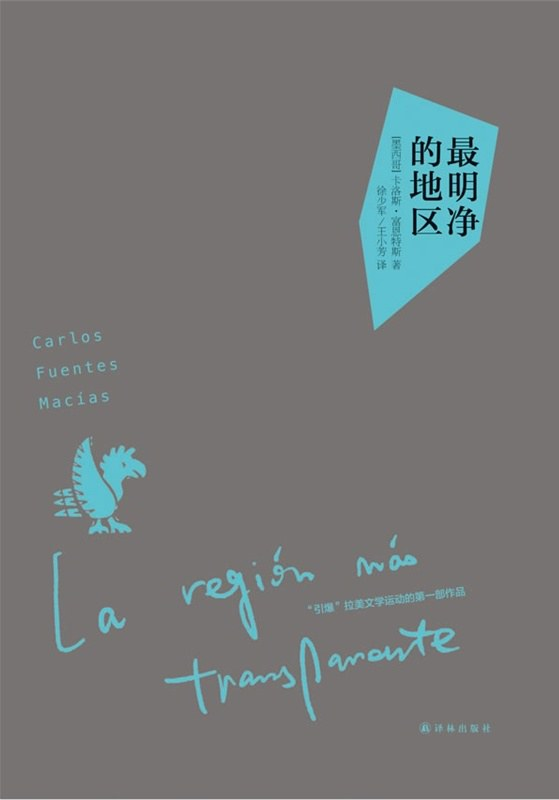 最明净
的地区
[墨西哥]卡洛斯·富恩特斯 著
徐少军/王小芳 译
Carlos
Fuentes
Macías
La región más
“引爆”拉美文学运动的第一部作品
transparente
译林出版社